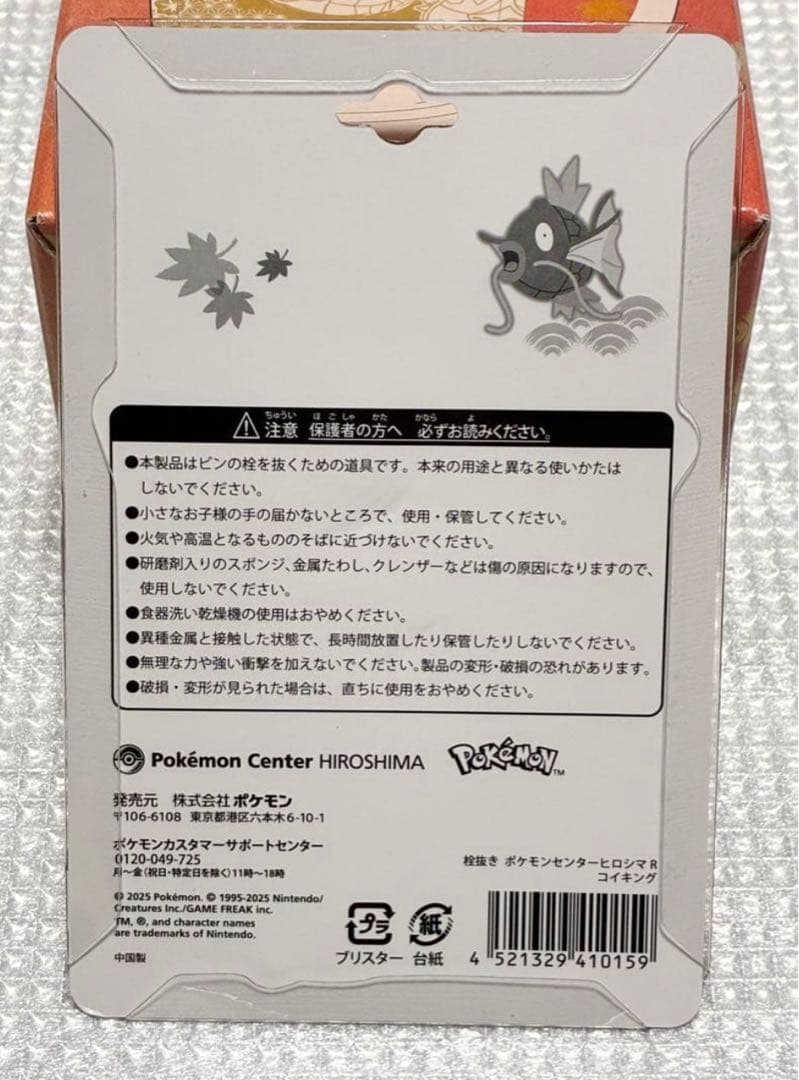 注意 保護者の方へ 必ずお読みください。
ちゅうい ほごしゃ かた かなら よ
●本製品はビンの栓を抜くための道具です。本来の用途と異なる使いかたは
しないでください。
●小さなお子様の手の届かないところで、使用・保管してください。
●火気や高温となるもののそばに近づけないでください。
●研磨剤入りのスポンジ、金属たわし、クレンザーなどは傷の原因になりますので、
使用しないでください。
●食器洗い乾燥機の使用はおやめください。
●異種金属と接触した状態で、長時間放置したり保管したりしないでください。
●無理な力や強い衝撃を加えないでください。製品の変形・破損の恐れがあります。
●破損・変形が見られた場合は、直ちに使用をおやめください。
Pokémon Center HIROSHIMA
POKéMON TM
発売元 株式会社ポケモン
〒106-6108 東京都港区六本木6-10-1
ポケモンカスタマーサポートセンター
0120-049-725
月〜金(祝日・特定日を除く)11時〜18時
© 2025 Pokémon. © 1995-2025 Nintendo/
Creatures Inc./GAME FREAK inc.
TM, ®, and character names
are trademarks of Nintendo.
中国製
栓抜き ポケモンセンターヒロシマ R
コイキング
プラ
ブリスター
紙
台紙
4 521329 410159